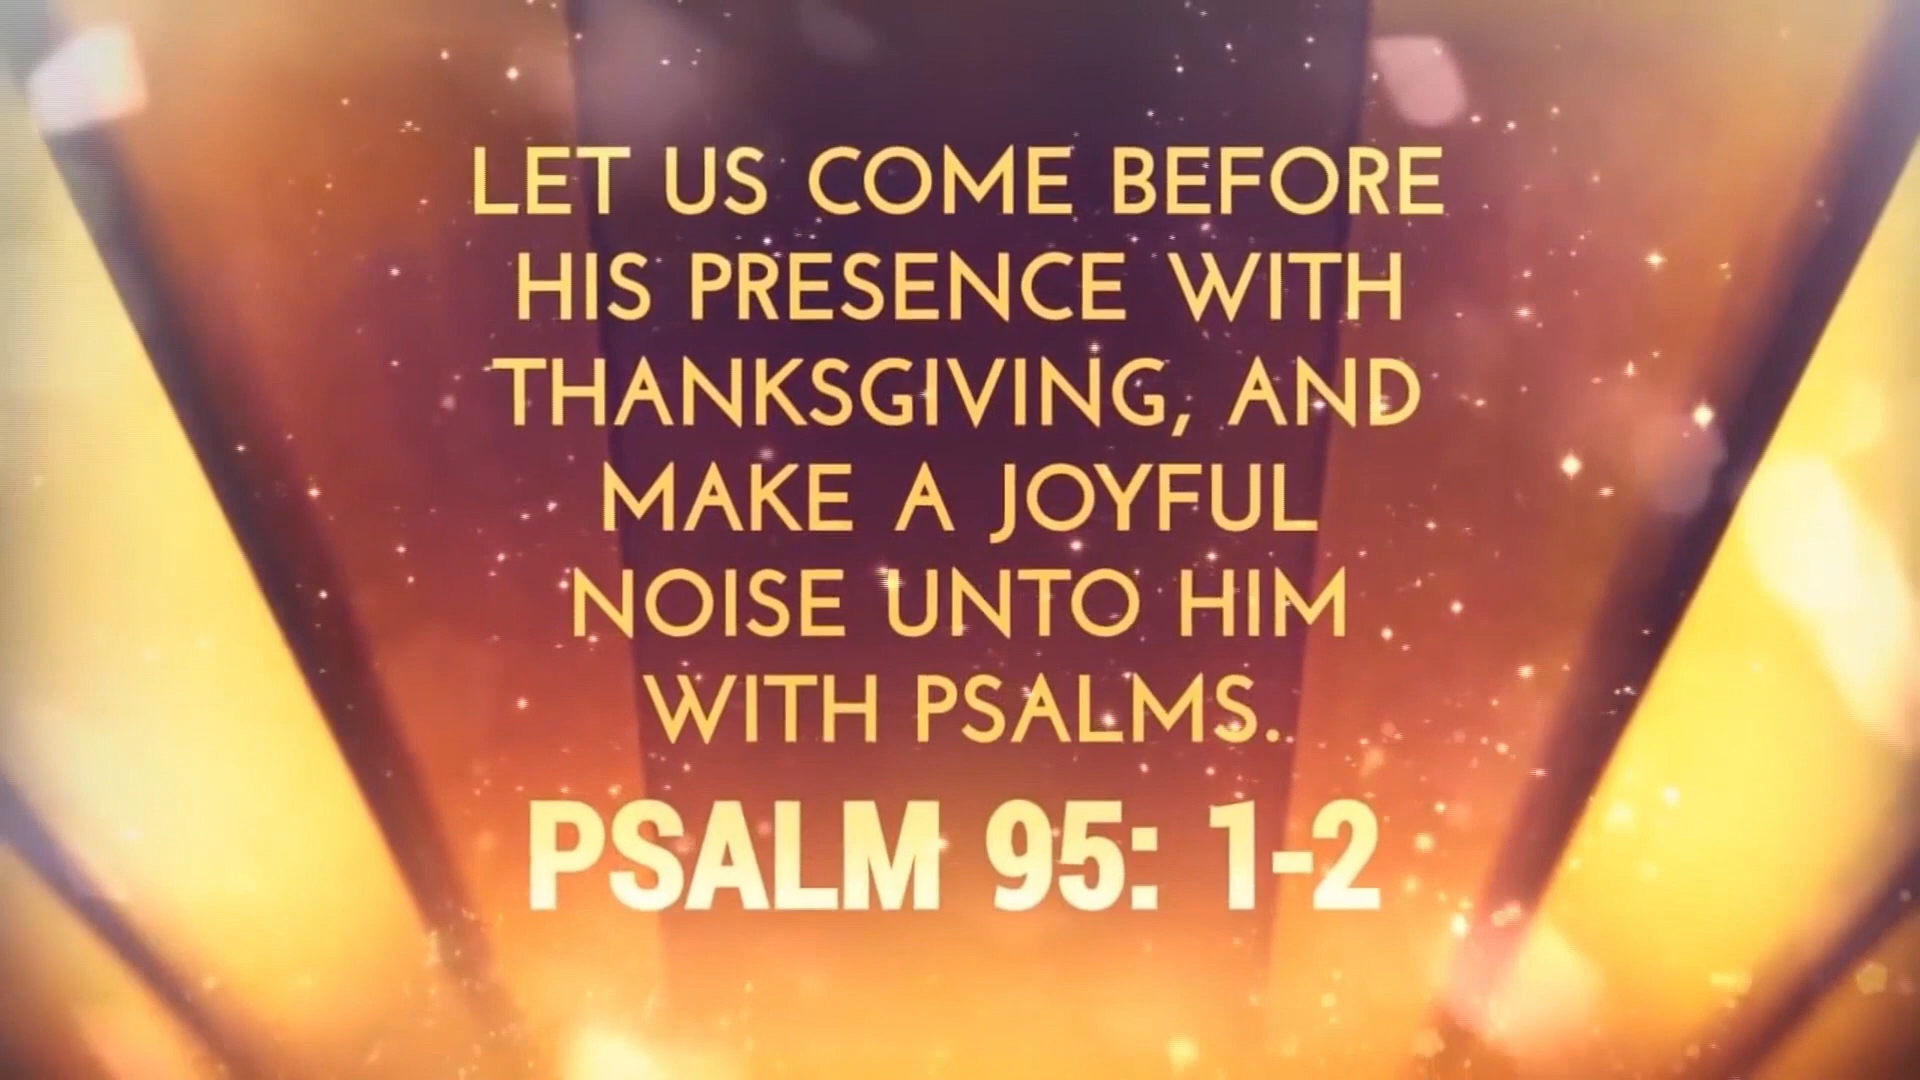 LET US COME BEFORE
HIS PRESENCE WITH
THANKSGIVING, AND
MAKE A JOYFUL
NOISE UNTO HIM
WITH PSALMS.
PSALM 95: 1-2